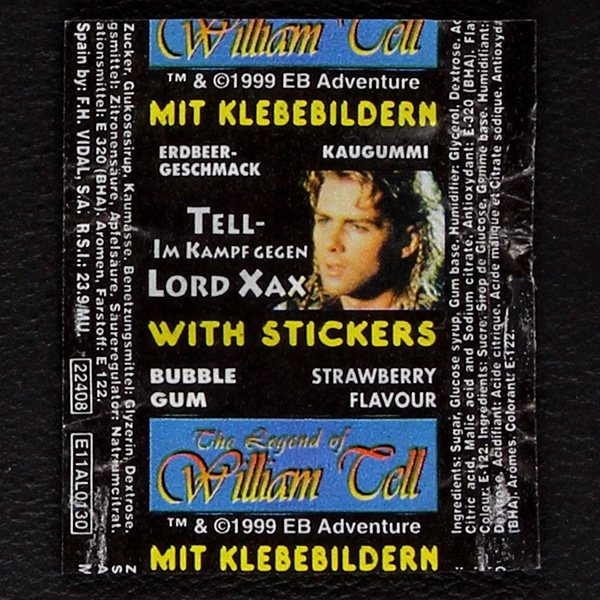 William Tell
™ & ©1999 EB Adventure
MIT KLEBEBILDERN
ERDBEER-
GESCHMACK
KAUGUMMI
TELL-
IM KAMPF GEGEN
LORD XAX
WITH STICKERS
BUBBLE
GUM
STRAWBERRY
FLAVOUR
The Legend of
William Tell
™ & ©1999 EB Adventure
MIT KLEBEBILDERN
Zucker, Glukosesirup, Kaumasse, Benetzungsmittel: Glyzerin, Dextrose.
gsmittel: Zitronensäure, Apfelsäure. Säureregulator: Natriumcitrat.
ationsmittel: E 320 (BHA). Aromen, Farbstoff: E 122.
Spain by: F.H. VIDAL, S.A. R.S.I.: 23.9/MU.
22408
E11AL0130
Ingredients: Sugar, Glucose syrup, Gum base. Humidifier: Glycerol, Dextrose. Ac
Citric acid, Malic acid and Sodium citrate. Antioxydant: E-320 (BHA). Fla
Colour: E-122. Ingredients: Sucre, Sirop de Glucose, Gomme base. Humidifiant:
Dextrose. Acidifiant: Acide citrique, Acide malique et Citrate sodique. Antioxyda
(BHA). Arômes. Colorant: E-122.